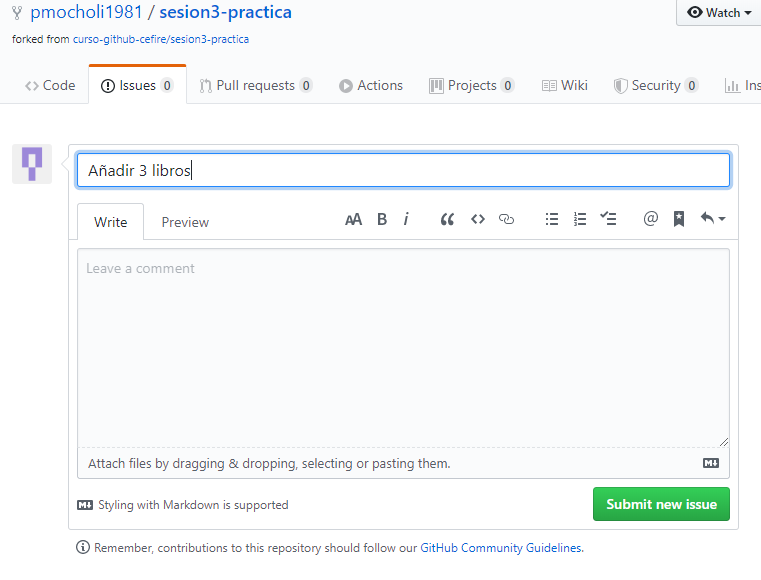 pmocholi1981 / sesion3-practica
Watch
forked from curso-github-cefire/sesion3-practica
Code
Issues 0
Pull requests 0
Actions
Projects 0
Wiki
Security 0
Ins
Añadir 3 libros
Write
Preview
AA B i
Leave a comment
Attach files by dragging & dropping, selecting or pasting them.
Styling with Markdown is supported
Submit new issue
Remember, contributions to this repository should follow our GitHub Community Guidelines.